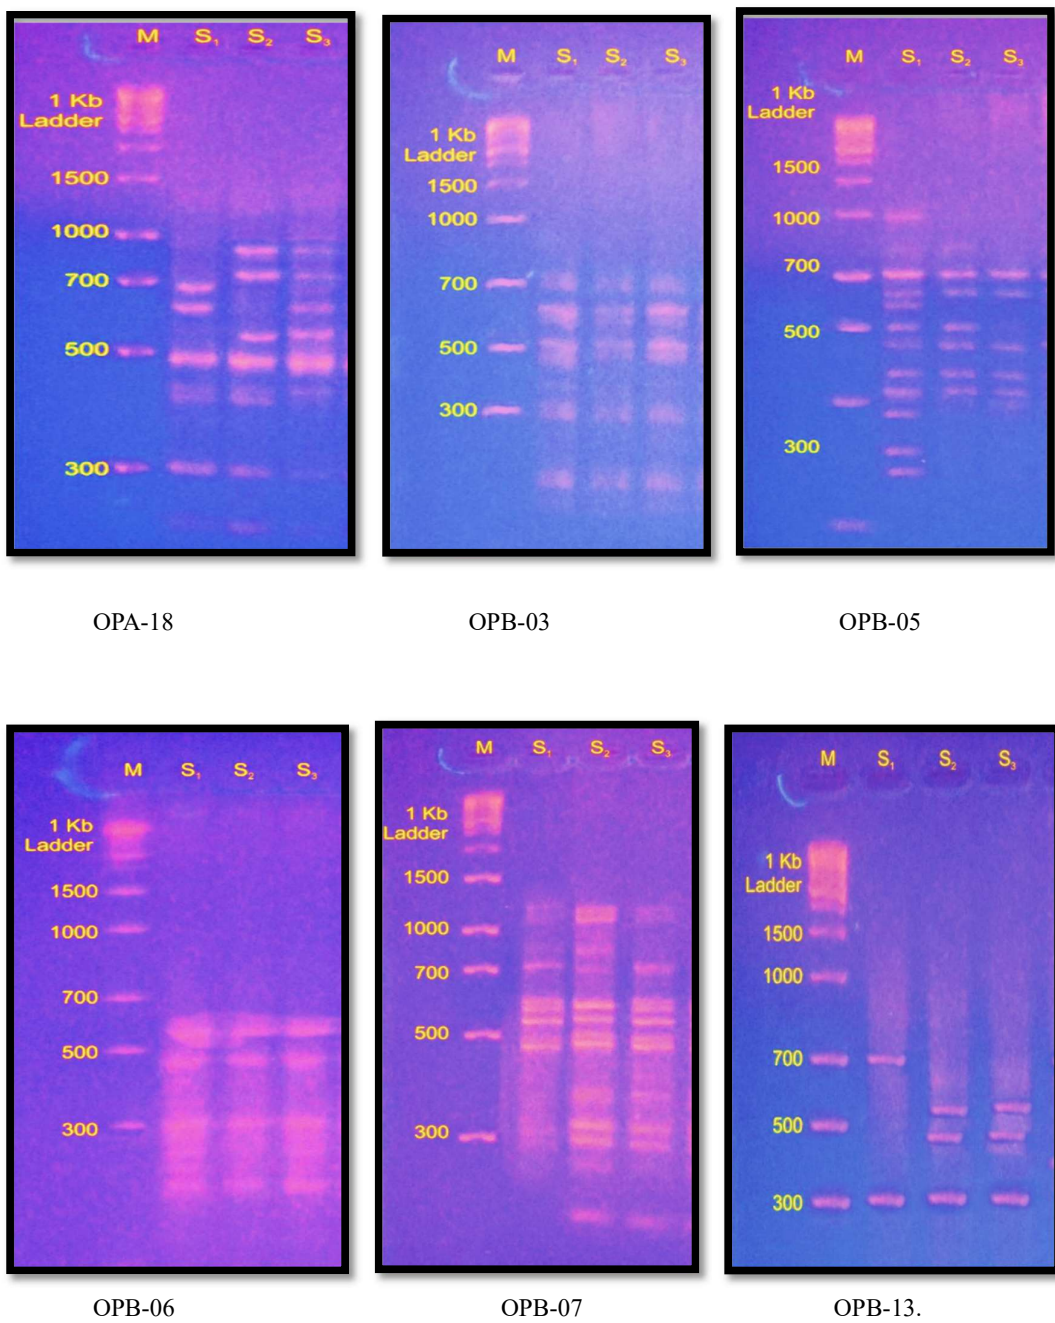 M S₁ S₂ S₃
1 Kb
Ladder
1500
1000
700
500
300
M S₁ S₂ S₃
1 Kb
Ladder
1500
1000
700
500
300
M S₁ S₂ S₃
1 Kb
Ladder
1500
1000
700
500
300
OPA-18 OPB-03 OPB-05
M S₁ S₂ S₃
1 Kb
Ladder
1500
1000
700
500
300
M S₁ S₂ S₃
1 Kb
Ladder
1500
1000
700
500
300
M S₁ S₂ S₃
1 Kb
Ladder
1500
1000
700
500
300
OPB-06 OPB-07 OPB-13.